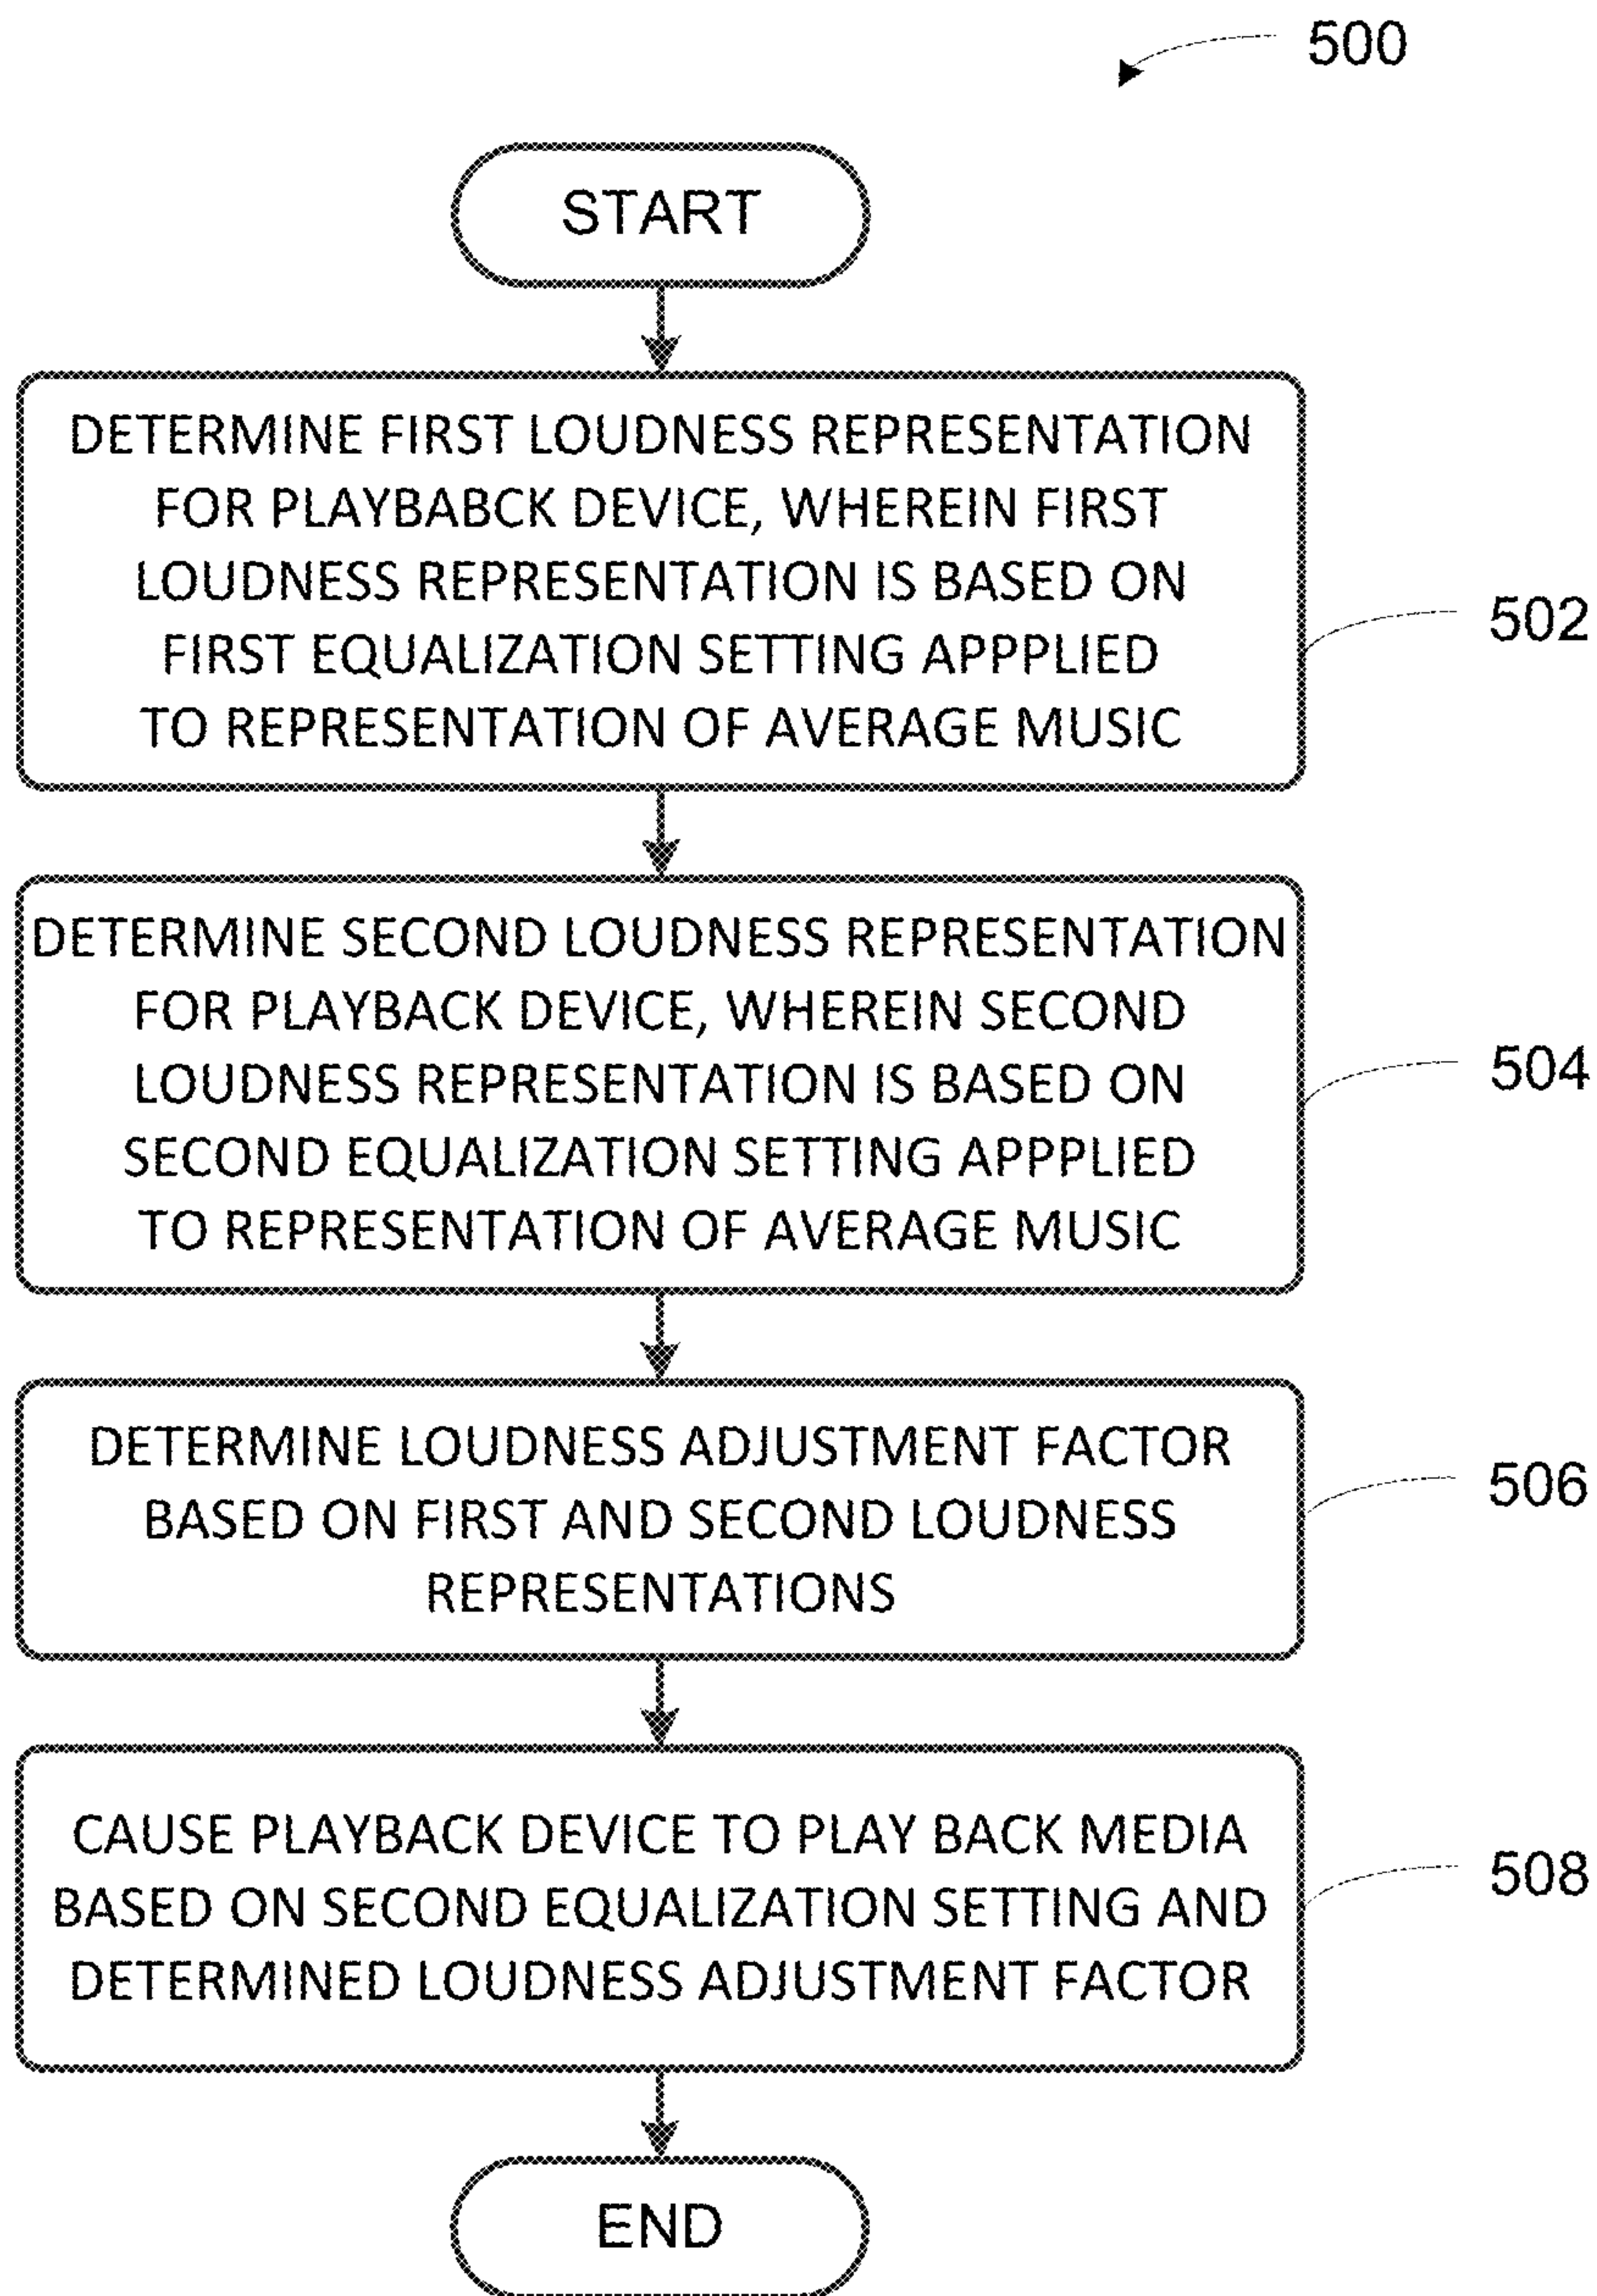 500
START
DETERMINE FIRST LOUDNESS REPRESENTATION
FOR PLAYBABCK DEVICE, WHEREIN FIRST
LOUDNESS REPRESENTATION IS BASED ON
FIRST EQUALIZATION SETTING APPPLIED
TO REPRESENTATION OF AVERAGE MUSIC
502
DETERMINE SECOND LOUDNESS REPRESENTATION
FOR PLAYBACK DEVICE, WHEREIN SECOND
LOUDNESS REPRESENTATION IS BASED ON
SECOND EQUALIZATION SETTING APPPLIED
TO REPRESENTATION OF AVERAGE MUSIC
504
DETERMINE LOUDNESS ADJUSTMENT FACTOR
BASED ON FIRST AND SECOND LOUDNESS
REPRESENTATIONS
506
CAUSE PLAYBACK DEVICE TO PLAY BACK MEDIA
BASED ON SECOND EQUALIZATION SETTING AND
DETERMINED LOUDNESS ADJUSTMENT FACTOR
508
END